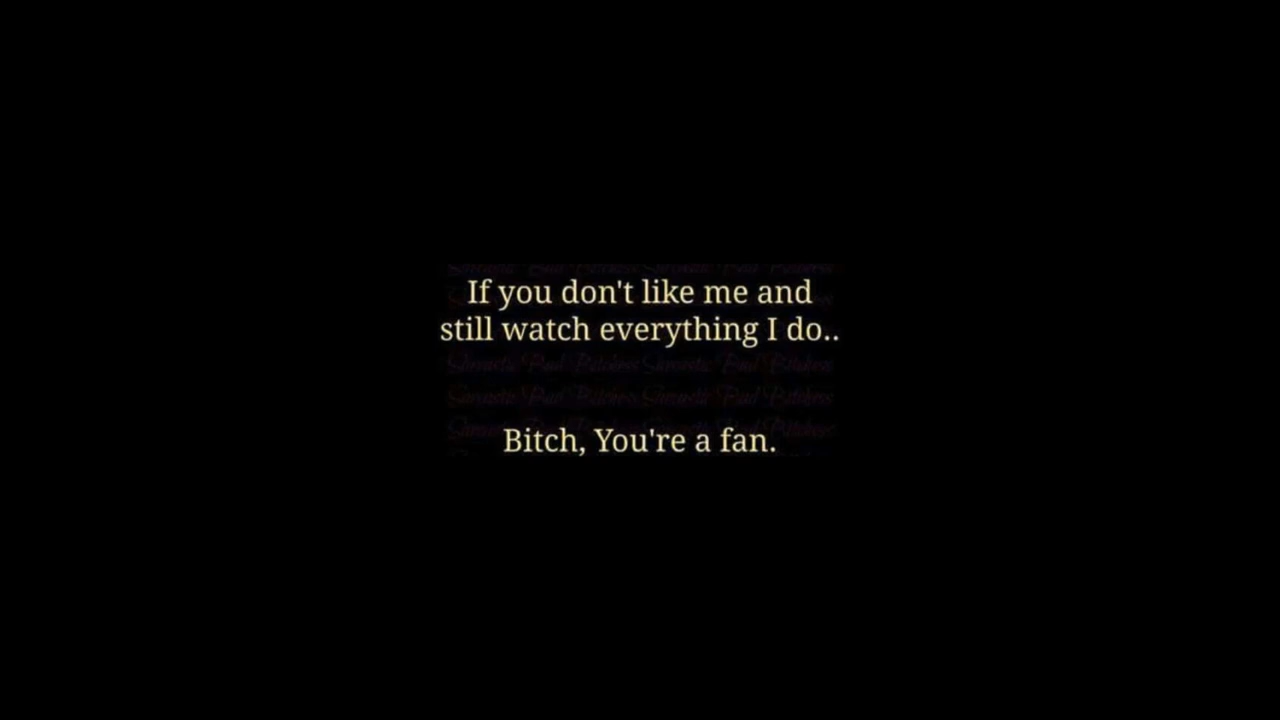 If you don't like me and
still watch everything I do..
Bitch, You're a fan.